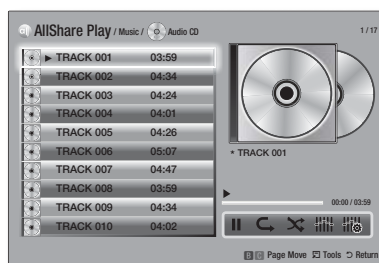 AllShare Play / Music / Audio CD 1 / 17
TRACK 001 03:59
TRACK 002 04:34
TRACK 003 04:24
TRACK 004 04:01
TRACK 005 04:26
TRACK 006 05:07
TRACK 007 04:47
TRACK 008 03:59
TRACK 009 04:34
TRACK 010 04:02
* TRACK 001
00:00 / 03:59
B C Page Move Tools Return